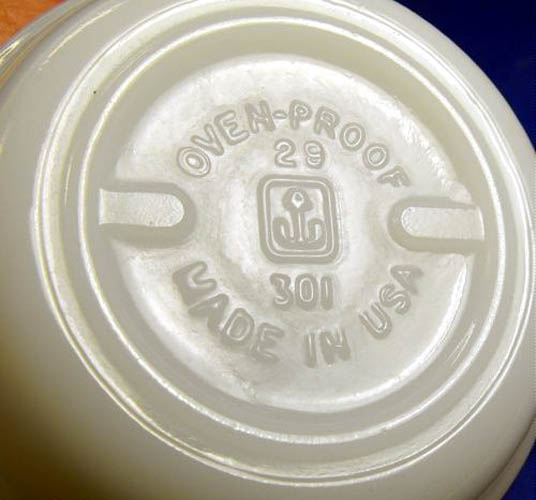 OVEN-PROOF
29
301
MADE IN USA